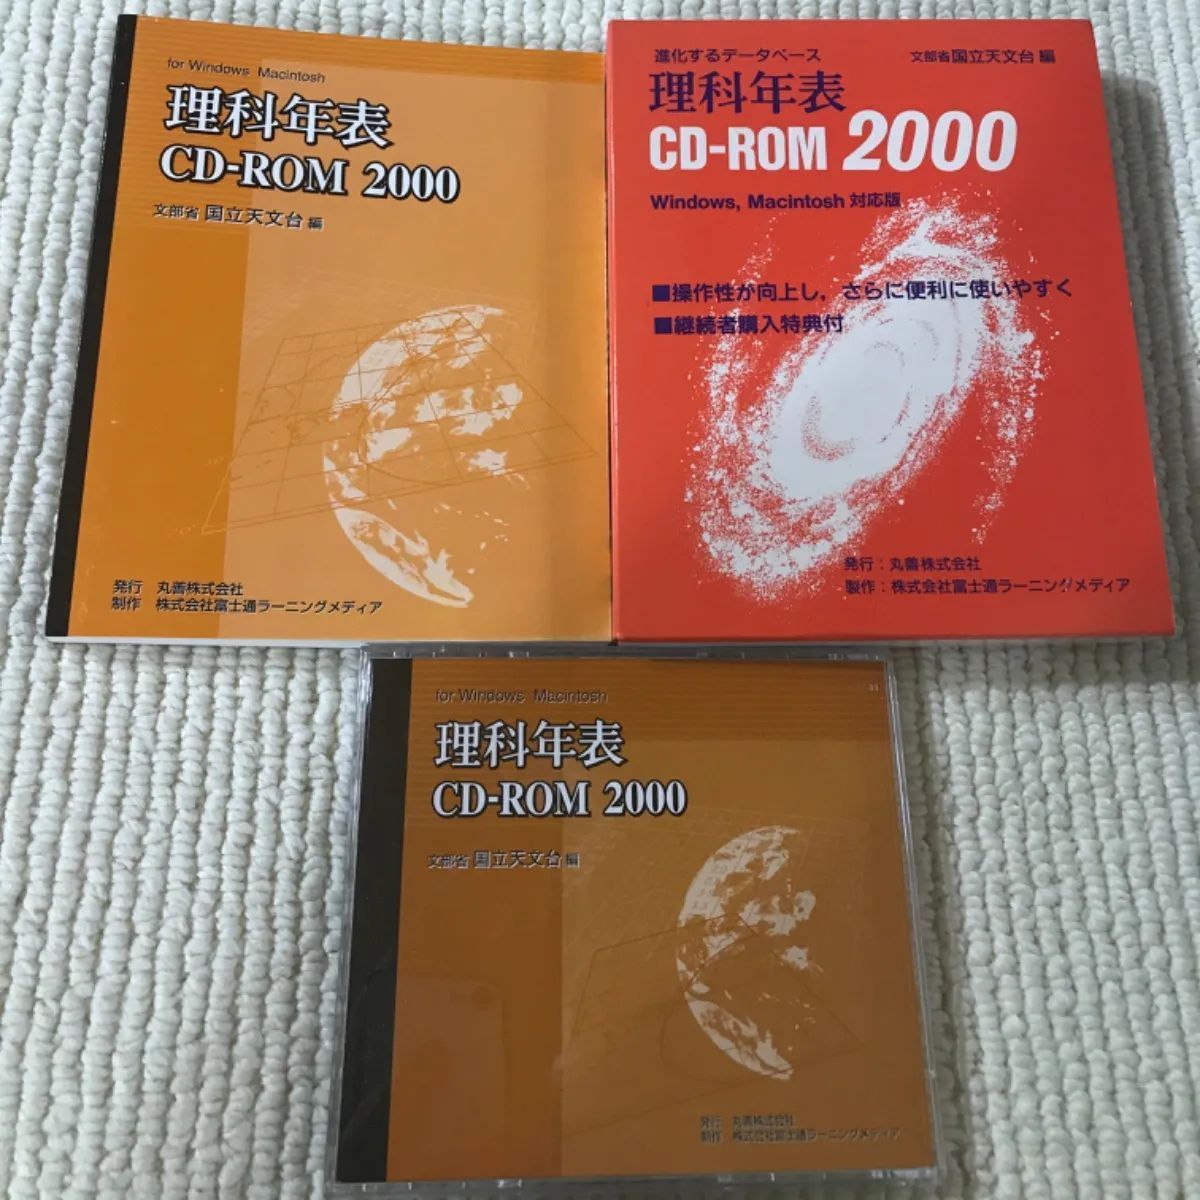 for Windows Macintosh
理科年表
CD-ROM 2000
文部省 国立天文台 編
発行 丸善株式会社
制作 株式会社富士通ラーニングメディア
進化するデータベース
文部省国立天文台 編
理科年表
CD-ROM 2000
Windows, Macintosh 対応版
■操作性が向上し，さらに便利に使いやすく
■継続者購入特典付
発行：丸善株式会社
製作：株式会社富士通ラーニングメディア
for Windows Macintosh
理科年表
CD-ROM 2000
文部省 国立天文台 編
発行 丸善株式会社
制作 株式会社富士通ラーニングメディア